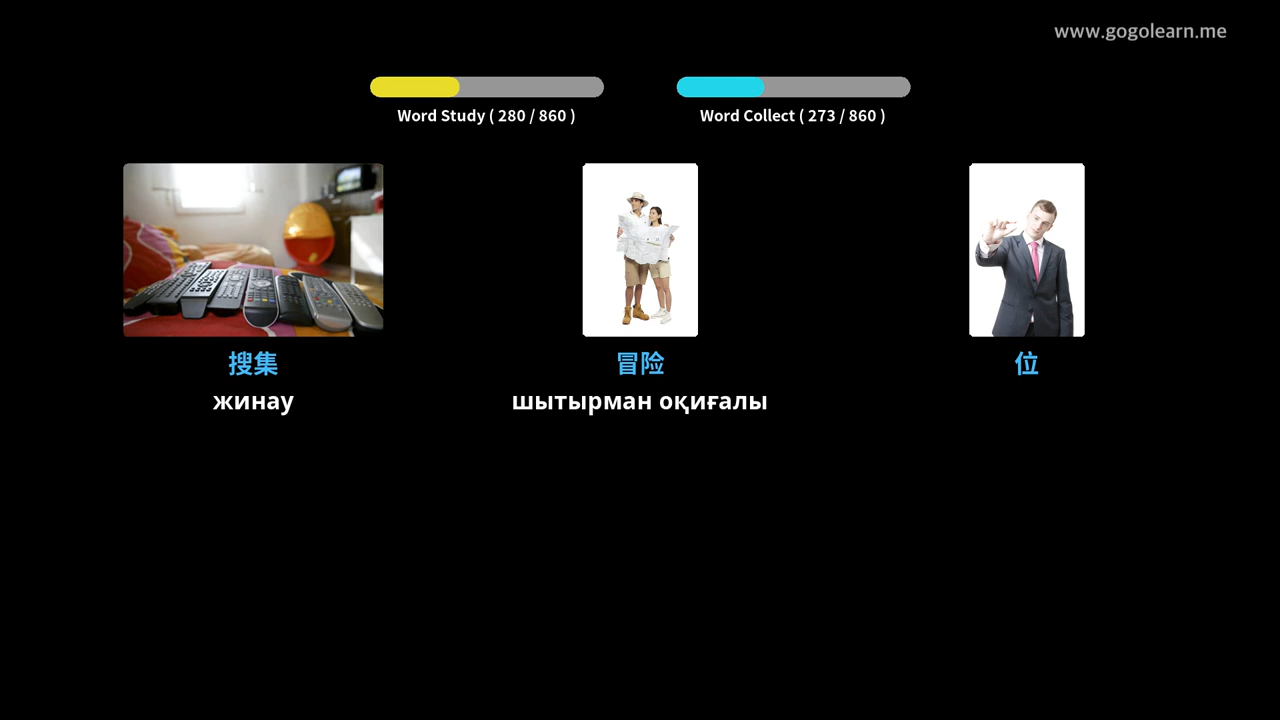 www.gogolearn.me
Word Study ( 280 / 860 )
Word Collect ( 273 / 860 )
搜集
жинау
冒险
шытырман оқиғалы
位